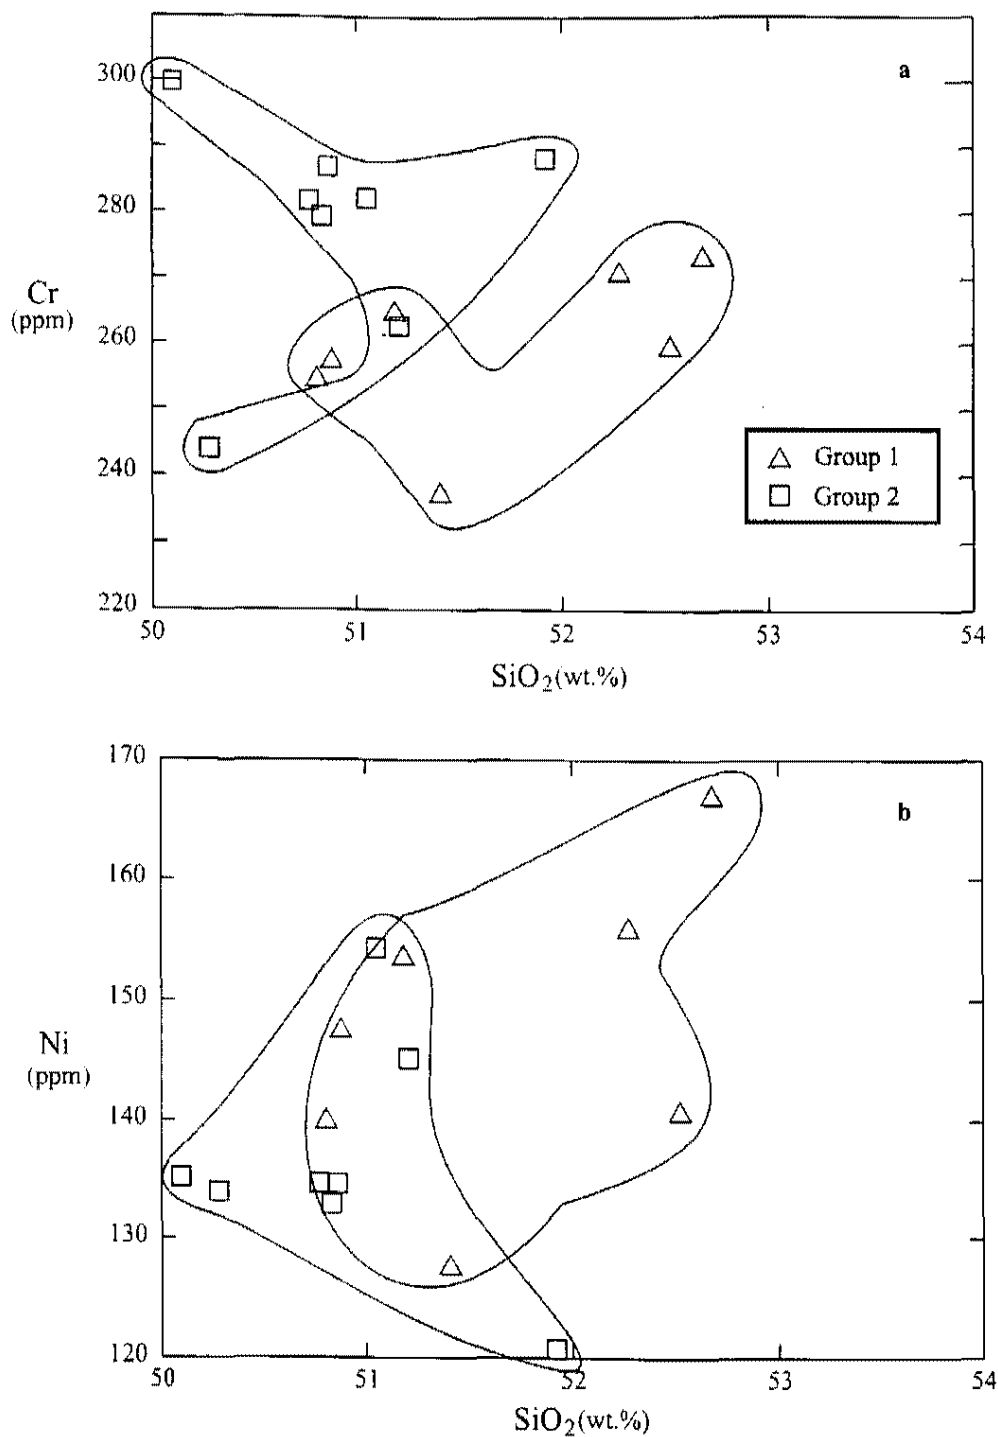 a
300
280
Cr
(ppm)
260
240
220
△ Group 1
□ Group 2
50 51 52 53 54
SiO₂(wt.%)
170
b
160
150
Ni
(ppm)
140
130
120
50 51 52 53 54
SiO₂(wt.%)